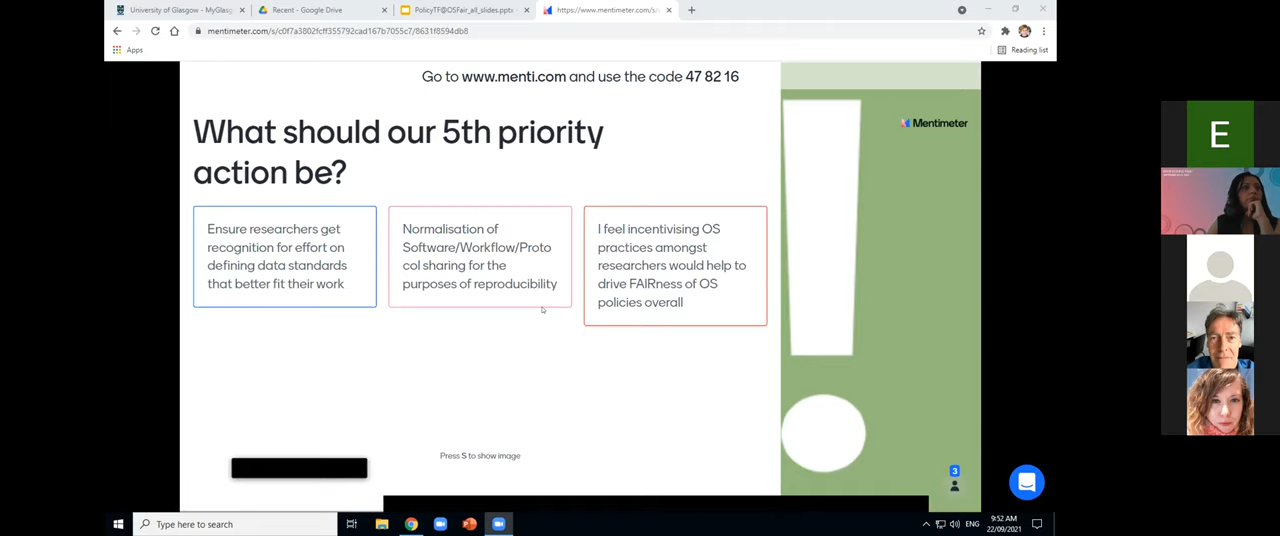 University of Glasgow - MyGlasg
Recent - Google Drive
PolicyTF@OSFair_all_slides.pptx -
https://www.mentimeter.com/s/c
mentimeter.com/s/c0f7a3802fcff355792cad167b7055c7/8631f8594db8
Apps
Reading list
Go to www.menti.com and use the code 47 82 16
Mentimeter
What should our 5th priority
action be?
Ensure researchers get
recognition for effort on
defining data standards
that better fit their work
Normalisation of
Software/Workflow/Proto
col sharing for the
purposes of reproducibility
I feel incentivising OS
practices amongst
researchers would help to
drive FAIRness of OS
policies overall
Press S to show image
3
E
Type here to search
ENG
9:52 AM
22/09/2021